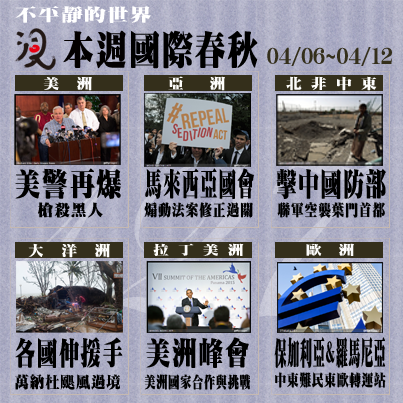 不平靜的世界
浸 本週國際春秋 04/06~04/12
美洲
亞洲
北非中東
#REPEAL
SEDITION ACT
美警再爆
槍殺黑人
馬來西亞國會
煽動法案修正過關
擊中國防部
聯軍空襲葉門首都
大洋洲
拉丁美洲
歐洲
VII SUMMIT OF THE AMERICAS
PANAMA 2015
各國伸援手
萬納杜颶風過境
美洲峰會
美洲國家合作與挑戰
保加利亞&羅馬尼亞
中東難民東歐轉運站